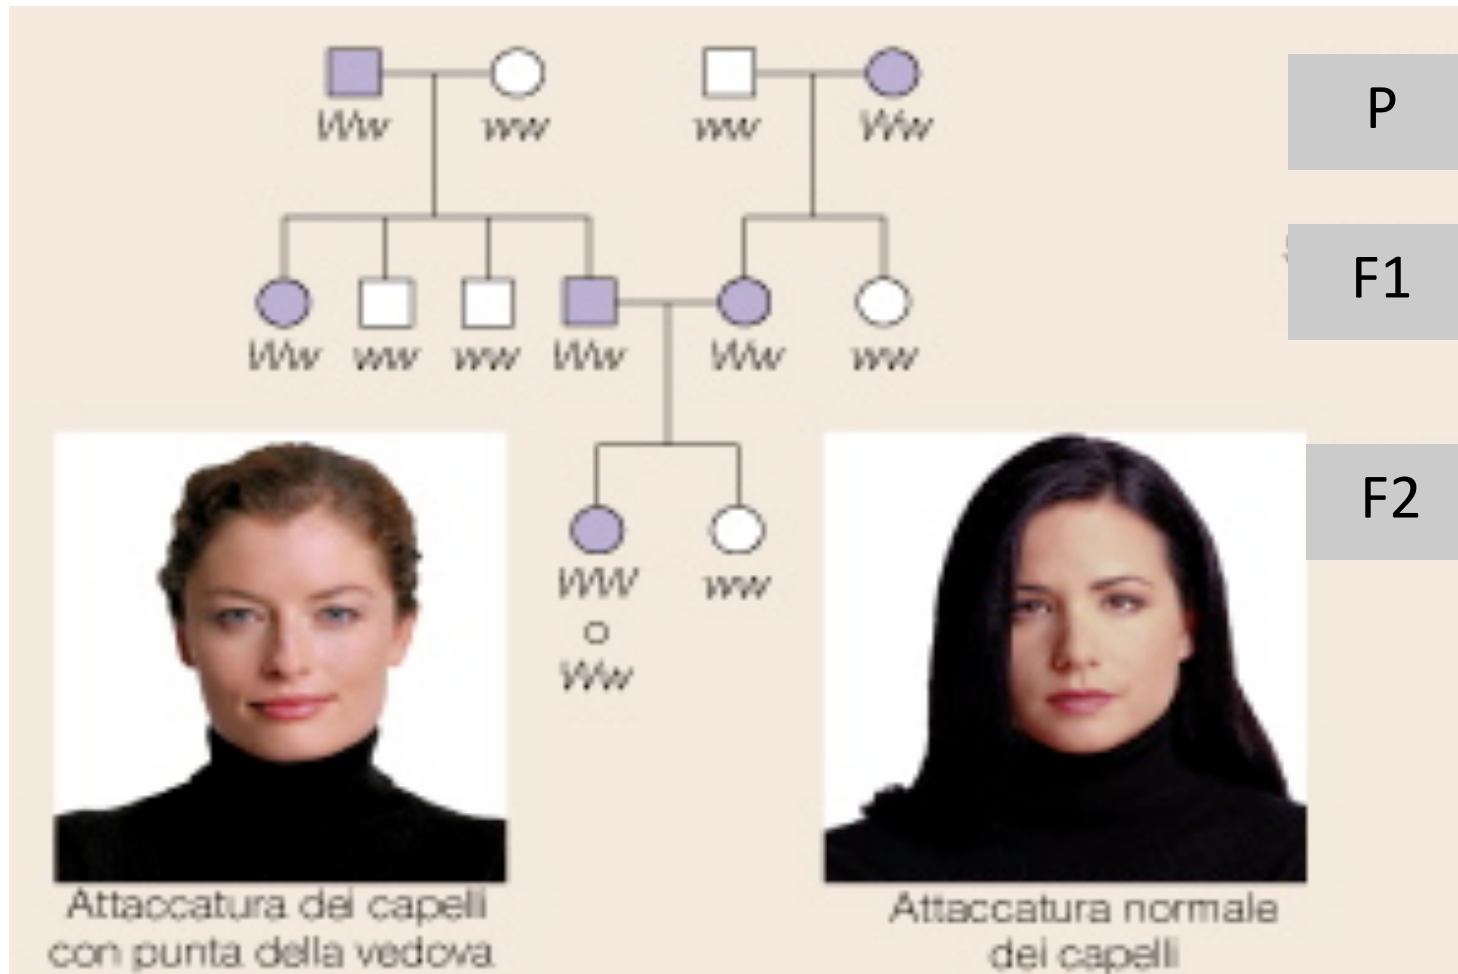 Ww ww ww Ww
P
F1
Ww ww ww Ww Ww ww
F2
WW ww
o
Ww
Attaccatura dei capelli
con punta della vedova
Attaccatura normale
dei capelli